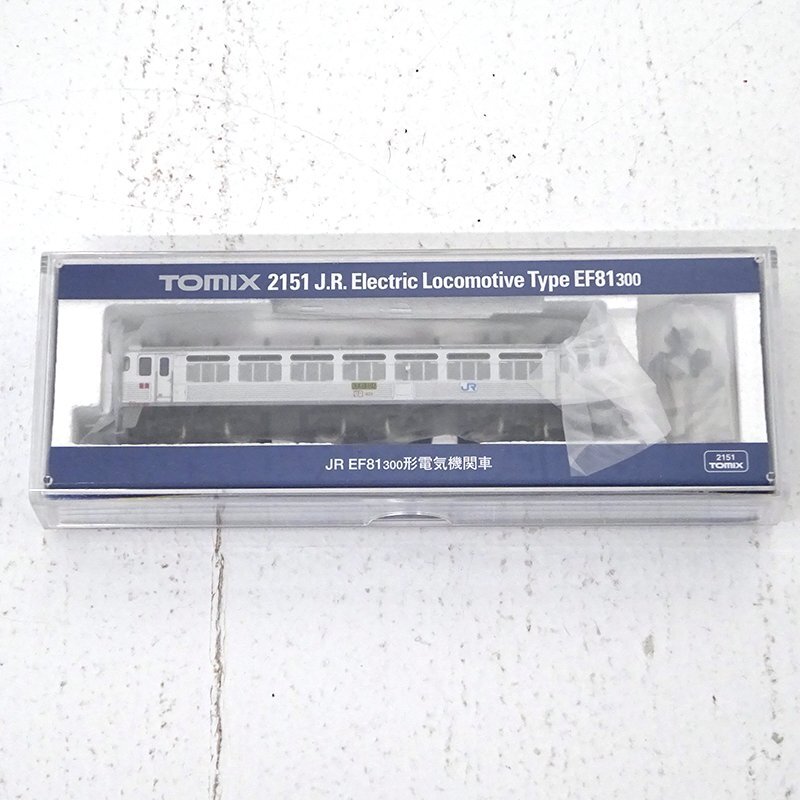 TOMIX 2151 J.R. Electric Locomotive Type EF81300
JR
JR EF81300形電気機関車
2151
TOMIX